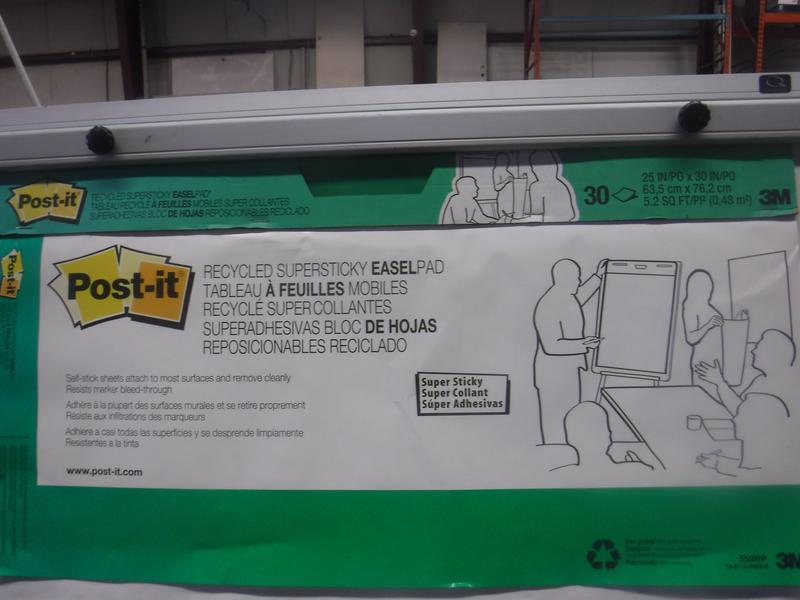 Post-it
RECYCLED SUPERSTICKY EASELPAD
TABLEAU RECYCLÉ À FEUILLES MOBILES SUPER COLLANTES
SUPERADHESIVAS BLOC DE HOJAS REPOSICIONABLES RECICLADO
30
25 IN/PO x 30 IN/PO
63,5 cm x 76,2 cm
5.2 SQ FT/PI² (0,48 m²)
3M
Post-it
Post-it
RECYCLED SUPERSTICKY EASELPAD
TABLEAU À FEUILLES MOBILES
RECYCLÉ SUPER COLLANTES
SUPERADHESIVAS BLOC DE HOJAS
REPOSICIONABLES RECICLADO
Self-stick sheets attach to most surfaces and remove cleanly
Resists marker bleed-through
Adhère à la plupart des surfaces murales et se retire proprement
Résiste aux infiltrations des marqueurs
Adhiere a casi todas las superficies y se desprende limpiamente
Resistentes a la tinta
www.post-it.com
Super Sticky
Super Collant
Súper Adhesivas
Recycled
559RP
3M